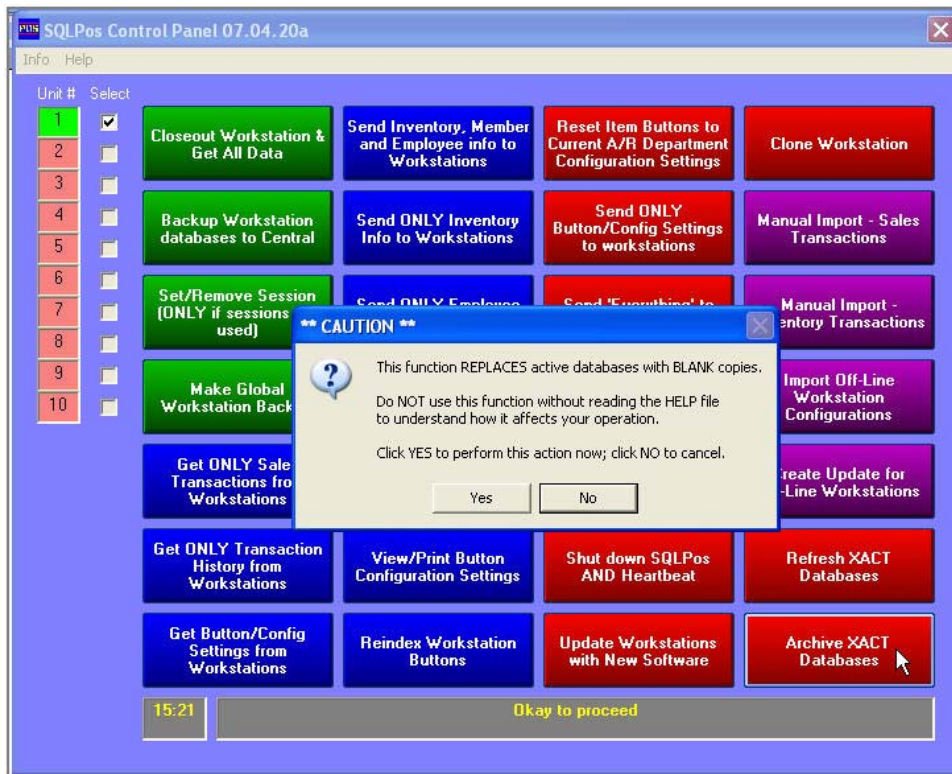 POS SQLPos Control Panel 07.04.20a
Info Help
Unit # Select
1
2
3
4
5
6
7
8
9
10
Closeout Workstation &
Get All Data
Send Inventory, Member
and Employee info to
Workstations
Reset Item Buttons to
Current A/R Department
Configuration Settings
Clone Workstation
Backup Workstation
databases to Central
Send ONLY Inventory
Info to Workstations
Send ONLY
Button/Config Settings
to workstations
Manual Import - Sales
Transactions
Set/Remove Session
(ONLY if sessions
used)
Send ONLY Employee
Send 'Everything' to
Manual Import -
entory Transactions
** CAUTION **
This function REPLACES active databases with BLANK copies.
Do NOT use this function without reading the HELP file
to understand how it affects your operation.
Click YES to perform this action now; click NO to cancel.
Yes No
Make Global
Workstation Back
Import Off-Line
Workstation
Configurations
Get ONLY Sale
Transactions fro
Workstations
reate Update for
-Line Workstations
Get ONLY Transaction
History from
Workstations
View/Print Button
Configuration Settings
Shut down SQLPos
AND Heartbeat
Refresh XACT
Databases
Get Button/Config
Settings from
Workstations
Reindex Workstation
Buttons
Update Workstations
with New Software
Archive XACT
Databases
15:21
Okay to proceed